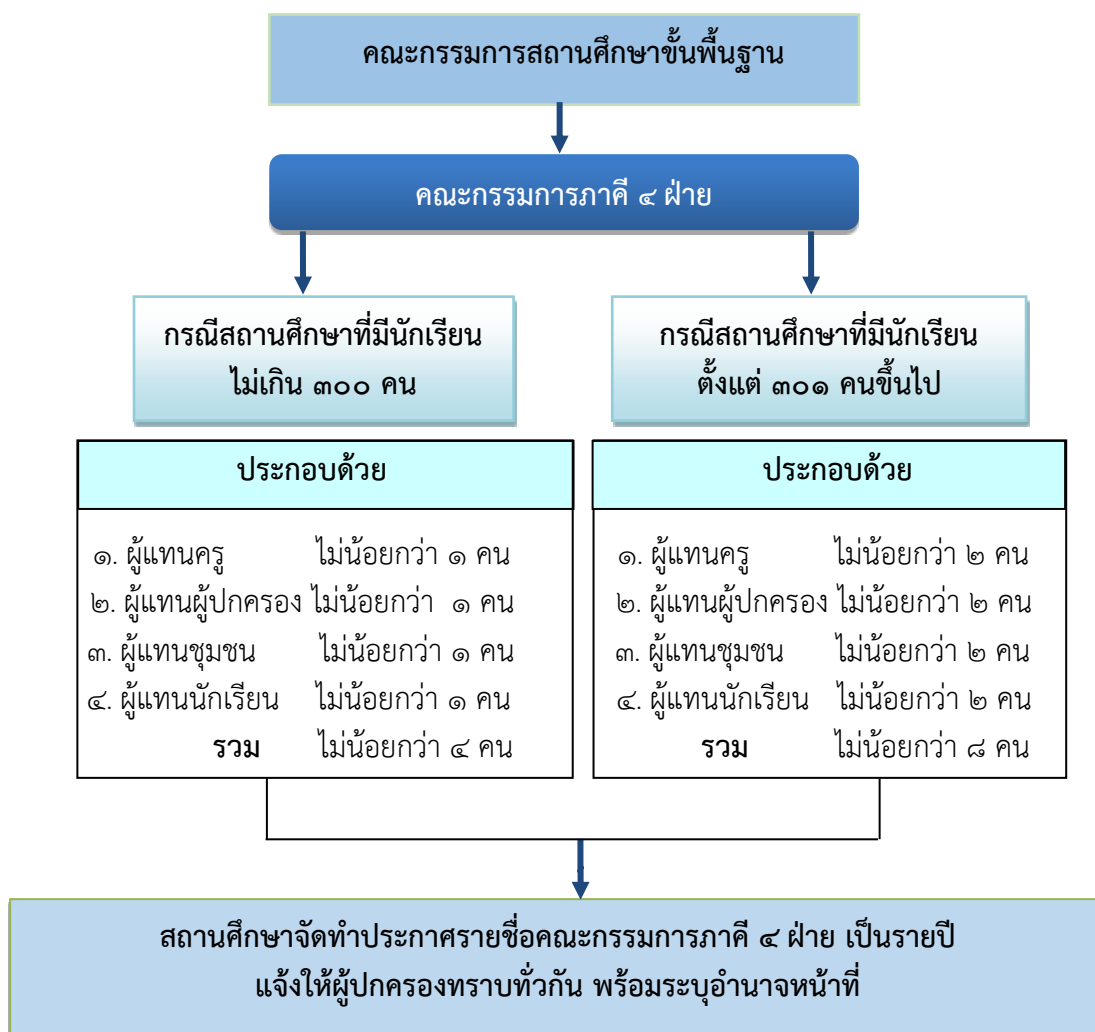 คณะกรรมการสถานศึกษาขั้นพื้นฐาน
คณะกรรมการภาคี ๔ ฝ่าย
กรณีสถานศึกษาที่มีนักเรียน
ไม่เกิน ๓๐๐ คน
กรณีสถานศึกษาที่มีนักเรียน
ตั้งแต่ ๓๐๑ คนขึ้นไป
ประกอบด้วย
๑. ผู้แทนครู ไม่น้อยกว่า ๑ คน
๒. ผู้แทนผู้ปกครอง ไม่น้อยกว่า ๑ คน
๓. ผู้แทนชุมชน ไม่น้อยกว่า ๑ คน
๔. ผู้แทนนักเรียน ไม่น้อยกว่า ๑ คน
รวม ไม่น้อยกว่า ๔ คน
ประกอบด้วย
๑. ผู้แทนครู ไม่น้อยกว่า ๒ คน
๒. ผู้แทนผู้ปกครอง ไม่น้อยกว่า ๒ คน
๓. ผู้แทนชุมชน ไม่น้อยกว่า ๒ คน
๔. ผู้แทนนักเรียน ไม่น้อยกว่า ๒ คน
รวม ไม่น้อยกว่า ๘ คน
สถานศึกษาจัดทำประกาศรายชื่อคณะกรรมการภาคี ๔ ฝ่าย เป็นรายปี
แจ้งให้ผู้ปกครองทราบทั่วกัน พร้อมระบุอำนาจหน้าที่